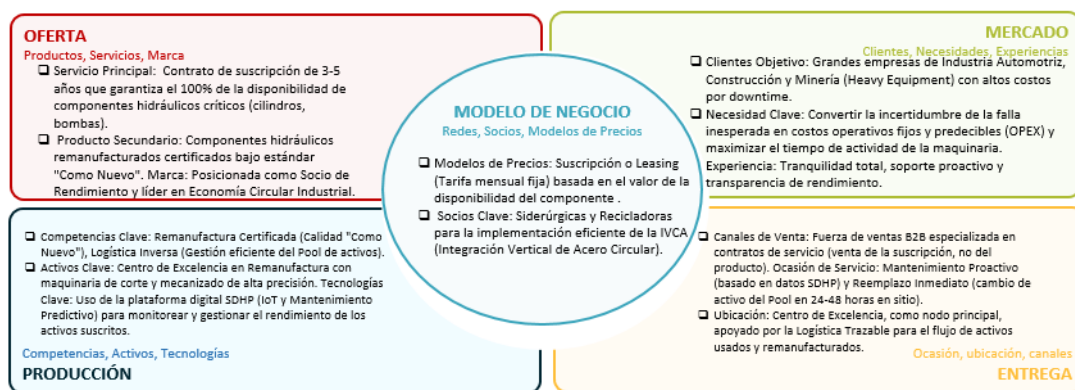 OFERTA
Productos, Servicios, Marca
❑ Servicio Principal: Contrato de suscripción de 3-5
años que garantiza el 100% de la disponibilidad de
componentes hidráulicos críticos (cilindros,
bombas).
❑ Producto Secundario: Componentes hidráulicos
remanufacturados certificados bajo estándar
"Como Nuevo". Marca: Posicionada como Socio de
Rendimiento y líder en Economía Circular Industrial.
MERCADO
Clientes, Necesidades, Experiencias
❑ Clientes Objetivo: Grandes empresas de Industria Automotriz,
Construcción y Minería (Heavy Equipment) con altos costos
por downtime.
❑ Necesidad Clave: Convertir la incertidumbre de la falla
inesperada en costos operativos fijos y predecibles (OPEX) y
maximizar el tiempo de actividad de la maquinaria.
Experiencia: Tranquilidad total, soporte proactivo y
transparencia de rendimiento.
MODELO DE NEGOCIO
Redes, Socios, Modelos de Precios
❑ Modelos de Precios: Suscripción o Leasing
(Tarifa mensual fija) basada en el valor de la
disponibilidad del componente .
❑ Socios Clave: Siderúrgicas y Recicladoras
para la implementación eficiente de la IVCA
(Integración Vertical de Acero Circular).
❑ Competencias Clave: Remanufactura Certificada (Calidad "Como
Nuevo"), Logística Inversa (Gestión eficiente del Pool de activos).
❑ Activos Clave: Centro de Excelencia en Remanufactura con
maquinaria de corte y mecanizado de alta precisión. Tecnologías
Clave: Uso de la plataforma digital SDHP (IoT y Mantenimiento
Predictivo) para monitorear y gestionar el rendimiento de los
activos suscritos.
Competencias, Activos, Tecnologías
PRODUCCIÓN
❑ Canales de Venta: Fuerza de ventas B2B especializada en
contratos de servicio (venta de la suscripción, no del
producto). Ocasión de Servicio: Mantenimiento Proactivo
(basado en datos SDHP) y Reemplazo Inmediato (cambio de
activo del Pool en 24-48 horas en sitio).
❑ Ubicación: Centro de Excelencia, como nodo principal,
apoyado por la Logística Trazable para el flujo de activos
usados y remanufacturados.
Ocasión, ubicación, canales
ENTREGA